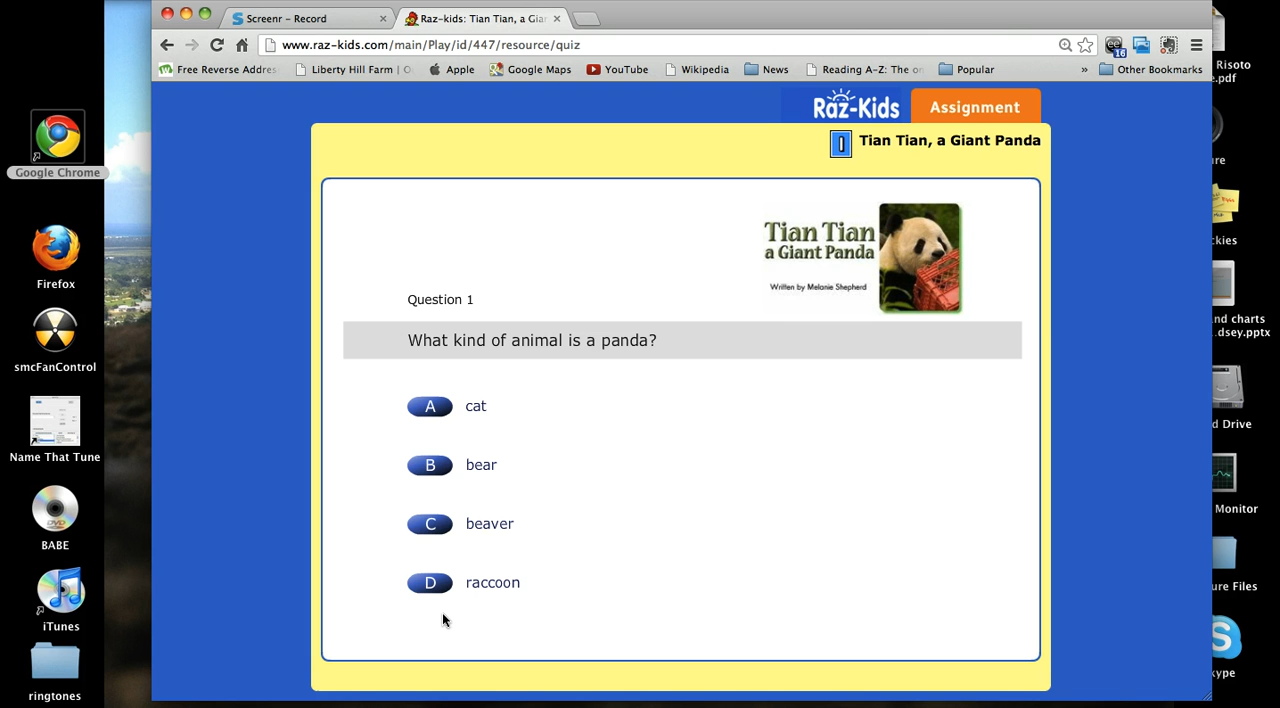 Screenr – Record
Raz-kids: Tian Tian, a Gia
www.raz-kids.com/main/Play/id/447/resource/quiz
16
Free Reverse Addres
Liberty Hill Farm | O
Apple
Google Maps
YouTube
Wikipedia
News
Reading A-Z: The on
Popular
»
Other Bookmarks
Raz-Kids
Assignment
I
Tian Tian, a Giant Panda
Tian Tian
a Giant Panda
Written by Melanie Shepherd
Question 1
What kind of animal is a panda?
A cat
B bear
C beaver
D raccoon
Google Chrome
Firefox
smcFanControl
Name That Tune
BABE
iTunes
ringtones
Risoto
e.pdf
ure
ckies
nd charts
.dsey.pptx
d Drive
Monitor
ure Files
kype